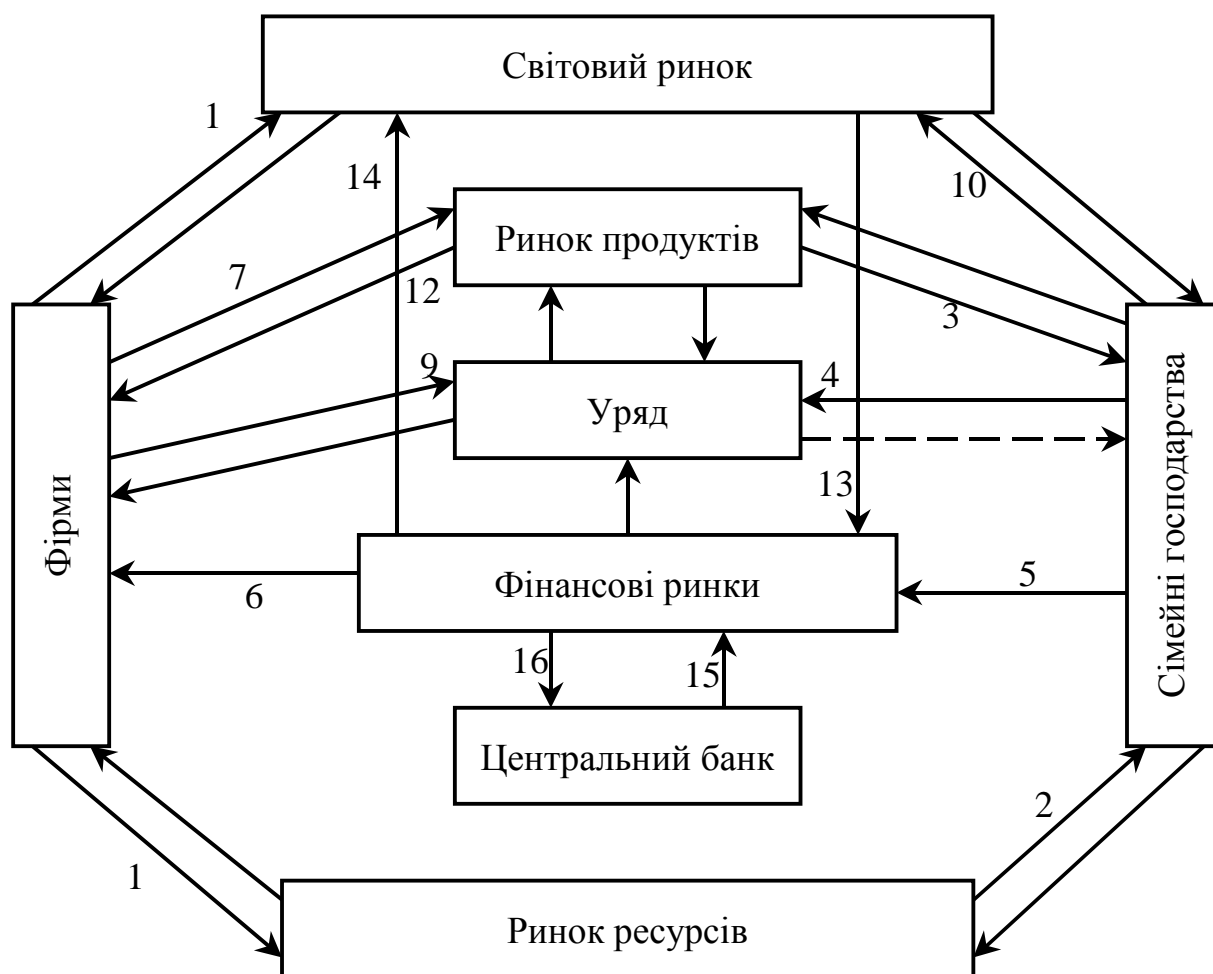 Світовий ринок
1
14
10
Ринок продуктів
7
12
3
9
4
Уряд
13
Фірми
Сімейні господарства
Фінансові ринки
6
5
16
15
Центральний банк
2
1
Ринок ресурсів